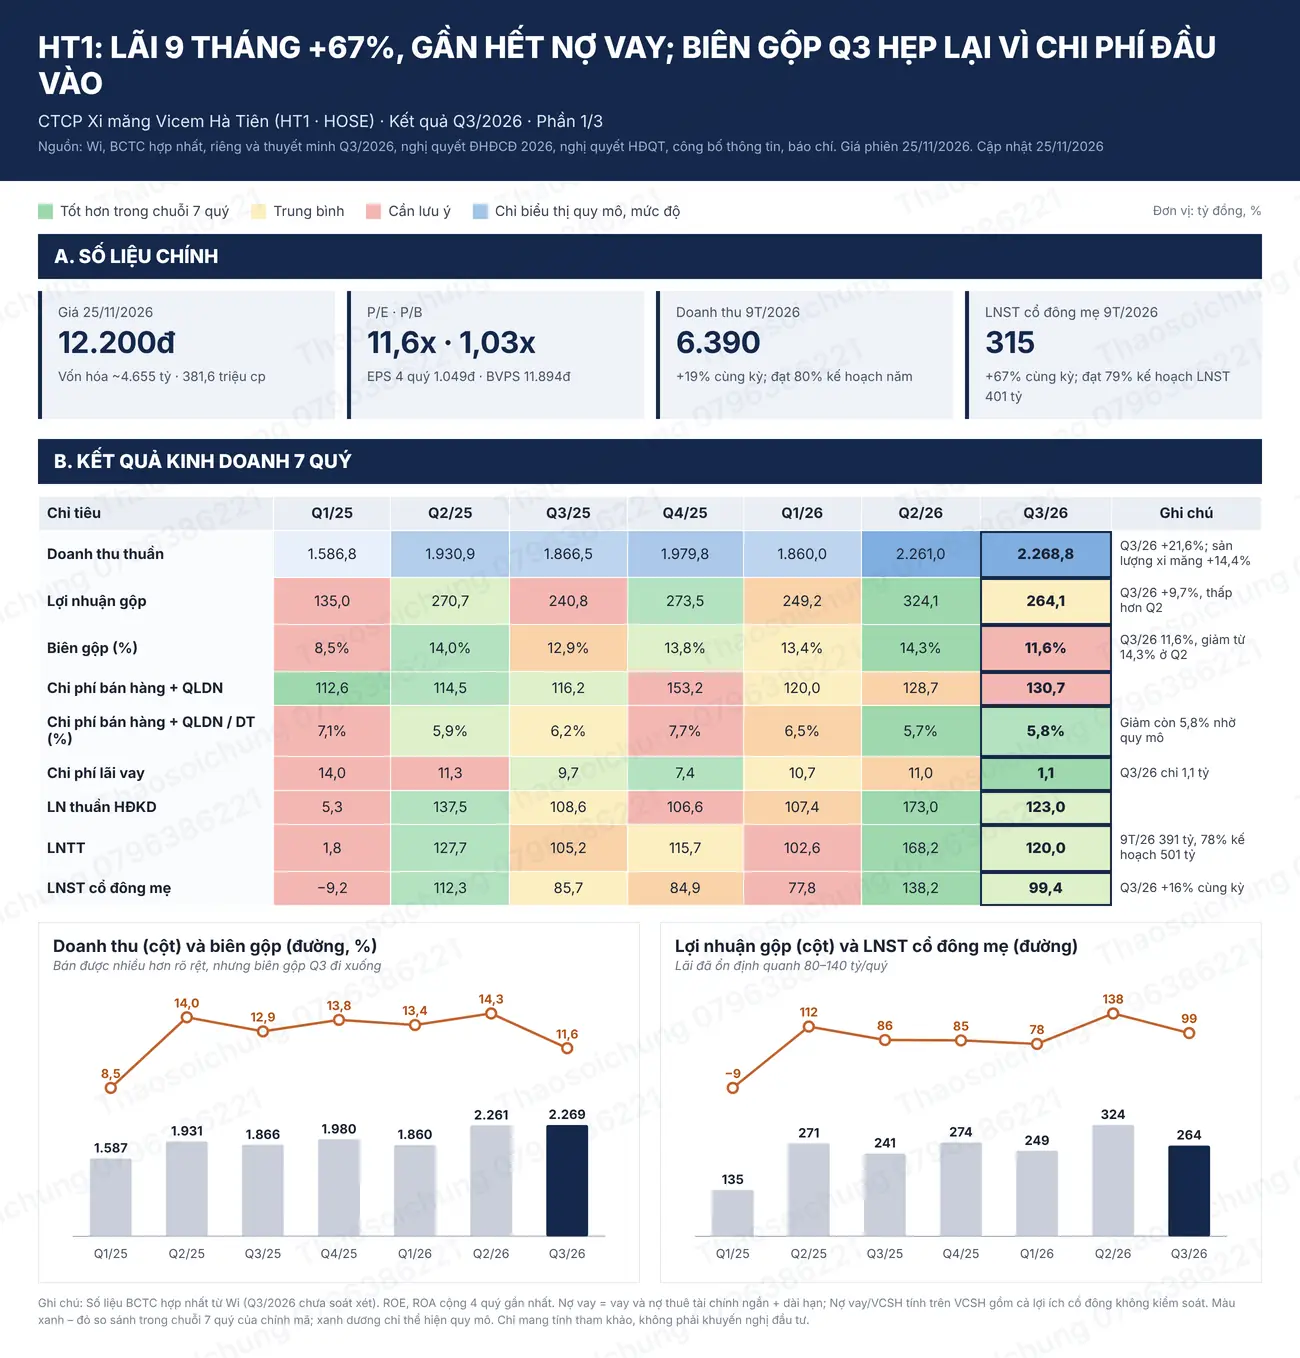 HT1: LÃI 9 THÁNG +67%, GẦN HẾT NỢ VAY; BIÊN GỘP Q3 HẸP LẠI VÌ CHI PHÍ ĐẦU
VÀO
CTCP Xi măng Vicem Hà Tiên (HT1 · HOSE) · Kết quả Q3/2026 · Phần 1/3
Nguồn: Wi, BCTC hợp nhất, riêng và thuyết minh Q3/2026, nghị quyết ĐHĐCĐ 2026, nghị quyết HĐQT, công bố thông tin, báo chí. Giá phiên 25/11/2026. Cập nhật 25/11/2026
Tốt hơn trong chuỗi 7 quý Trung bình Cần lưu ý Chỉ biểu thị quy mô, mức độ Đơn vị: tỷ đồng, %
A. SỐ LIỆU CHÍNH
Giá 25/11/2026
12.200đ
Vốn hóa ~4.655 tỷ · 381,6 triệu cp
P/E · P/B
11,6x · 1,03x
EPS 4 quý 1.049đ · BVPS 11.894đ
Doanh thu 9T/2026
6.390
+19% cùng kỳ; đạt 80% kế hoạch năm
LNST cổ đông mẹ 9T/2026
315
+67% cùng kỳ; đạt 79% kế hoạch LNST
401 tỷ
B. KẾT QUẢ KINH DOANH 7 QUÝ
Chỉ tiêu Q1/25 Q2/25 Q3/25 Q4/25 Q1/26 Q2/26 Q3/26 Ghi chú
Doanh thu thuần 1.586,8 1.930,9 1.866,5 1.979,8 1.860,0 2.261,0 2.268,8 Q3/26 +21,6%; sản
lượng xi măng +14,4%
Lợi nhuận gộp 135,0 270,7 240,8 273,5 249,2 324,1 264,1 Q3/26 +9,7%, thấp
hơn Q2
Biên gộp (%) 8,5% 14,0% 12,9% 13,8% 13,4% 14,3% 11,6% Q3/26 11,6%, giảm từ
14,3% ở Q2
Chi phí bán hàng + QLDN 112,6 114,5 116,2 153,2 120,0 128,7 130,7
Chi phí bán hàng + QLDN / DT
(%) 7,1% 5,9% 6,2% 7,7% 6,5% 5,7% 5,8% Giảm còn 5,8% nhờ
quy mô
Chi phí lãi vay 14,0 11,3 9,7 7,4 10,7 11,0 1,1 Q3/26 chỉ 1,1 tỷ
LN thuần HĐKD 5,3 137,5 108,6 106,6 107,4 173,0 123,0
LNTT 1,8 127,7 105,2 115,7 102,6 168,2 120,0 9T/26 391 tỷ, 78% kế
hoạch 501 tỷ
LNST cổ đông mẹ −9,2 112,3 85,7 84,9 77,8 138,2 99,4 Q3/26 +16% cùng kỳ
Doanh thu (cột) và biên gộp (đường, %)
Bán được nhiều hơn rõ rệt, nhưng biên gộp Q3 đi xuống
8,5 14,0 12,9 13,8 13,4 14,3 11,6
1.587 1.931 1.866 1.980 1.860 2.261 2.269
Q1/25 Q2/25 Q3/25 Q4/25 Q1/26 Q2/26 Q3/26
Lợi nhuận gộp (cột) và LNST cổ đông mẹ (đường)
Lãi đã ổn định quanh 80–140 tỷ/quý
−9 112 86 85 78 138 99
135 271 241 274 249 324 264
Q1/25 Q2/25 Q3/25 Q4/25 Q1/26 Q2/26 Q3/26
Ghi chú: Số liệu BCTC hợp nhất từ Wi (Q3/2026 chưa soát xét). ROE, ROA cộng 4 quý gần nhất. Nợ vay = vay và nợ thuê tài chính ngắn + dài hạn; Nợ vay/VCSH tính trên VCSH gồm cả lợi ích cổ đông không kiểm soát. Màu
xanh – đỏ so sánh trong chuỗi 7 quý của chính mã; xanh dương chỉ thể hiện quy mô. Chỉ mang tính tham khảo, không phải khuyến nghị đầu tư.
Thaosoichung 0796386221